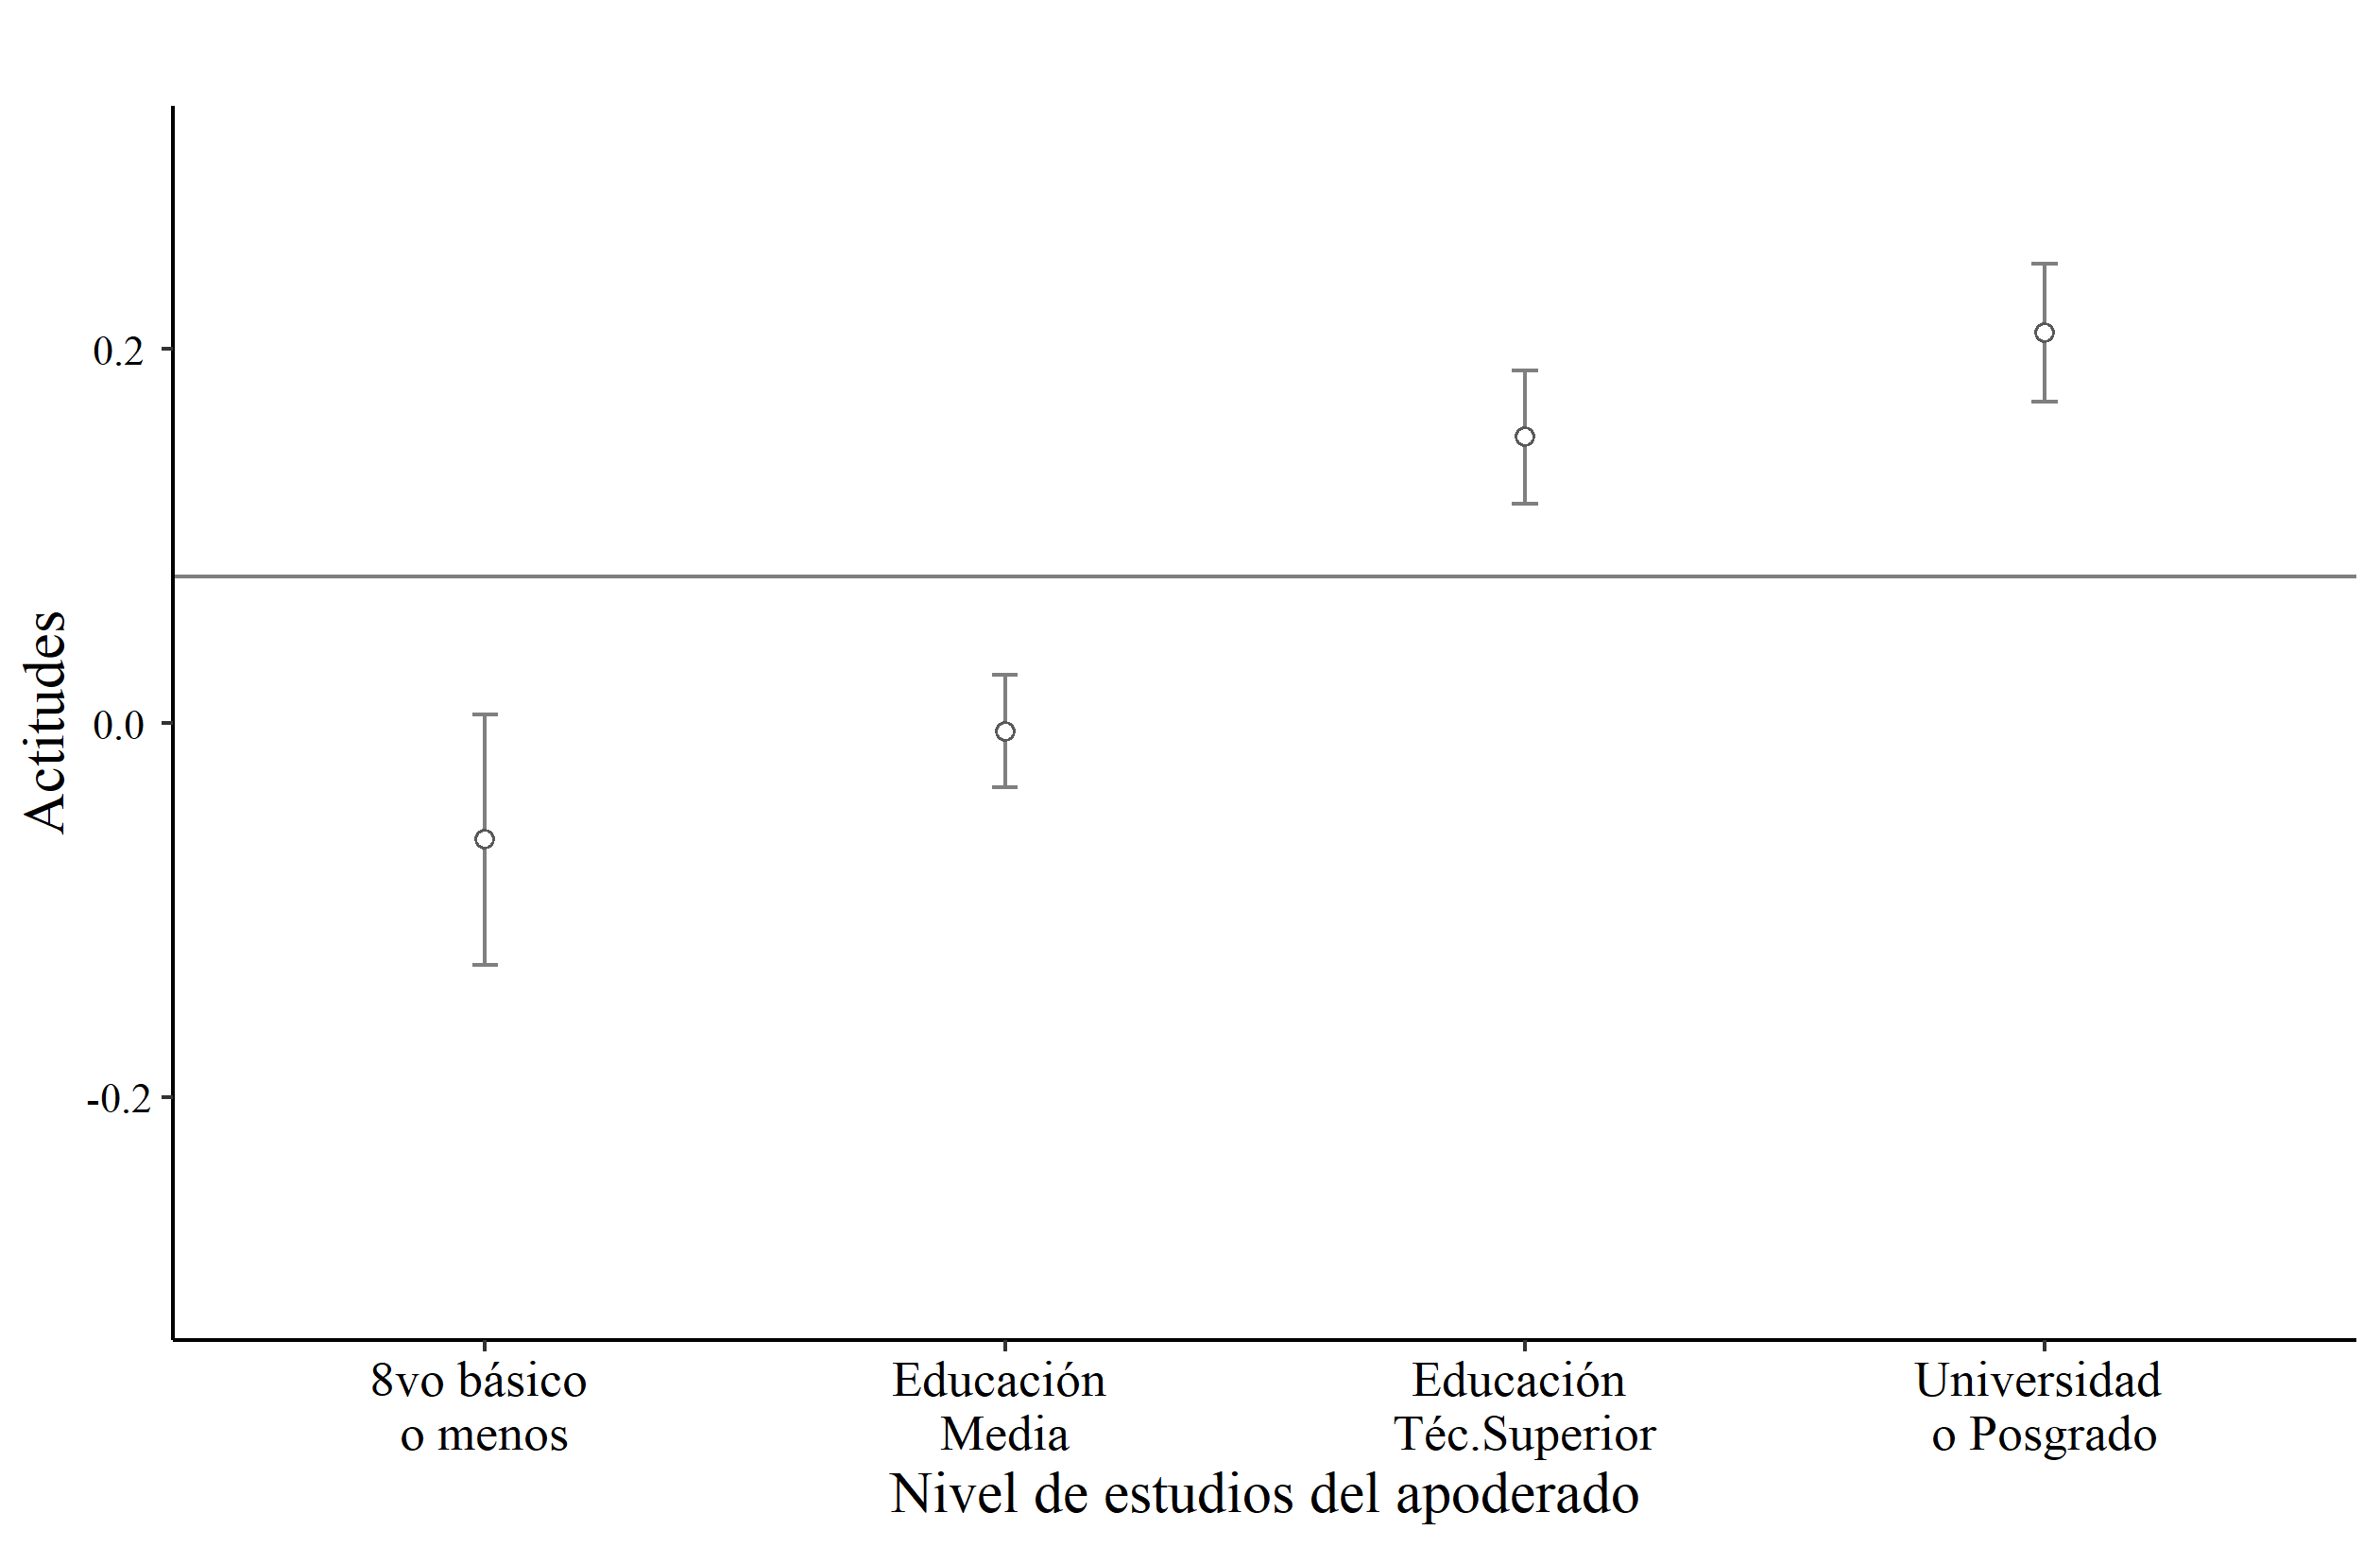 0.2
0.0
-0.2
Actitudes
8vo básico
o menos
Educación
Media
Educación
Téc.Superior
Universidad
o Posgrado
Nivel de estudios del apoderado